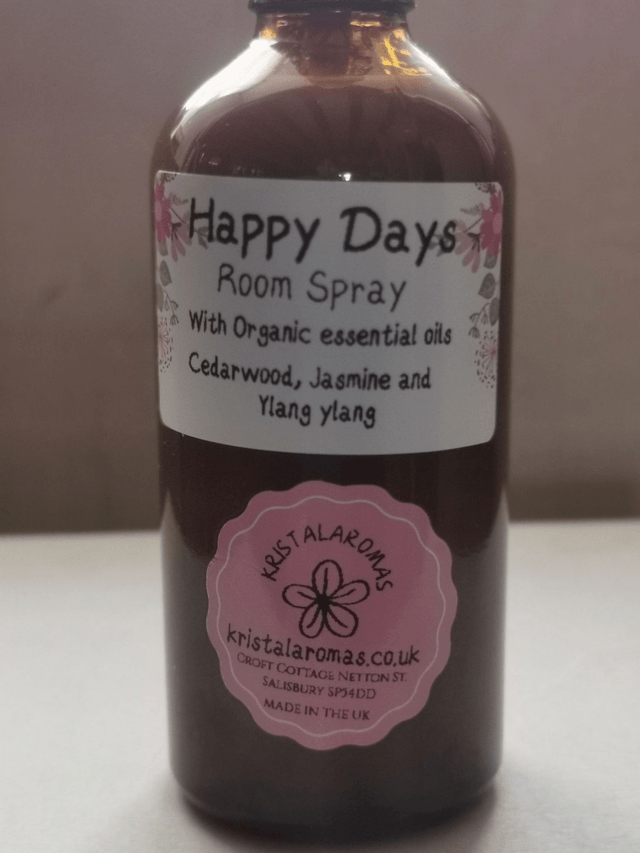 Happy Days
Room Spray
With Organic essential oils
Cedarwood, Jasmine and
Ylang ylang
KRISTALAROMAS
kristalaromas.co.uk
CROFT COTTAGE NETTON ST.
SALISBURY SP54DD
MADE IN THE UK